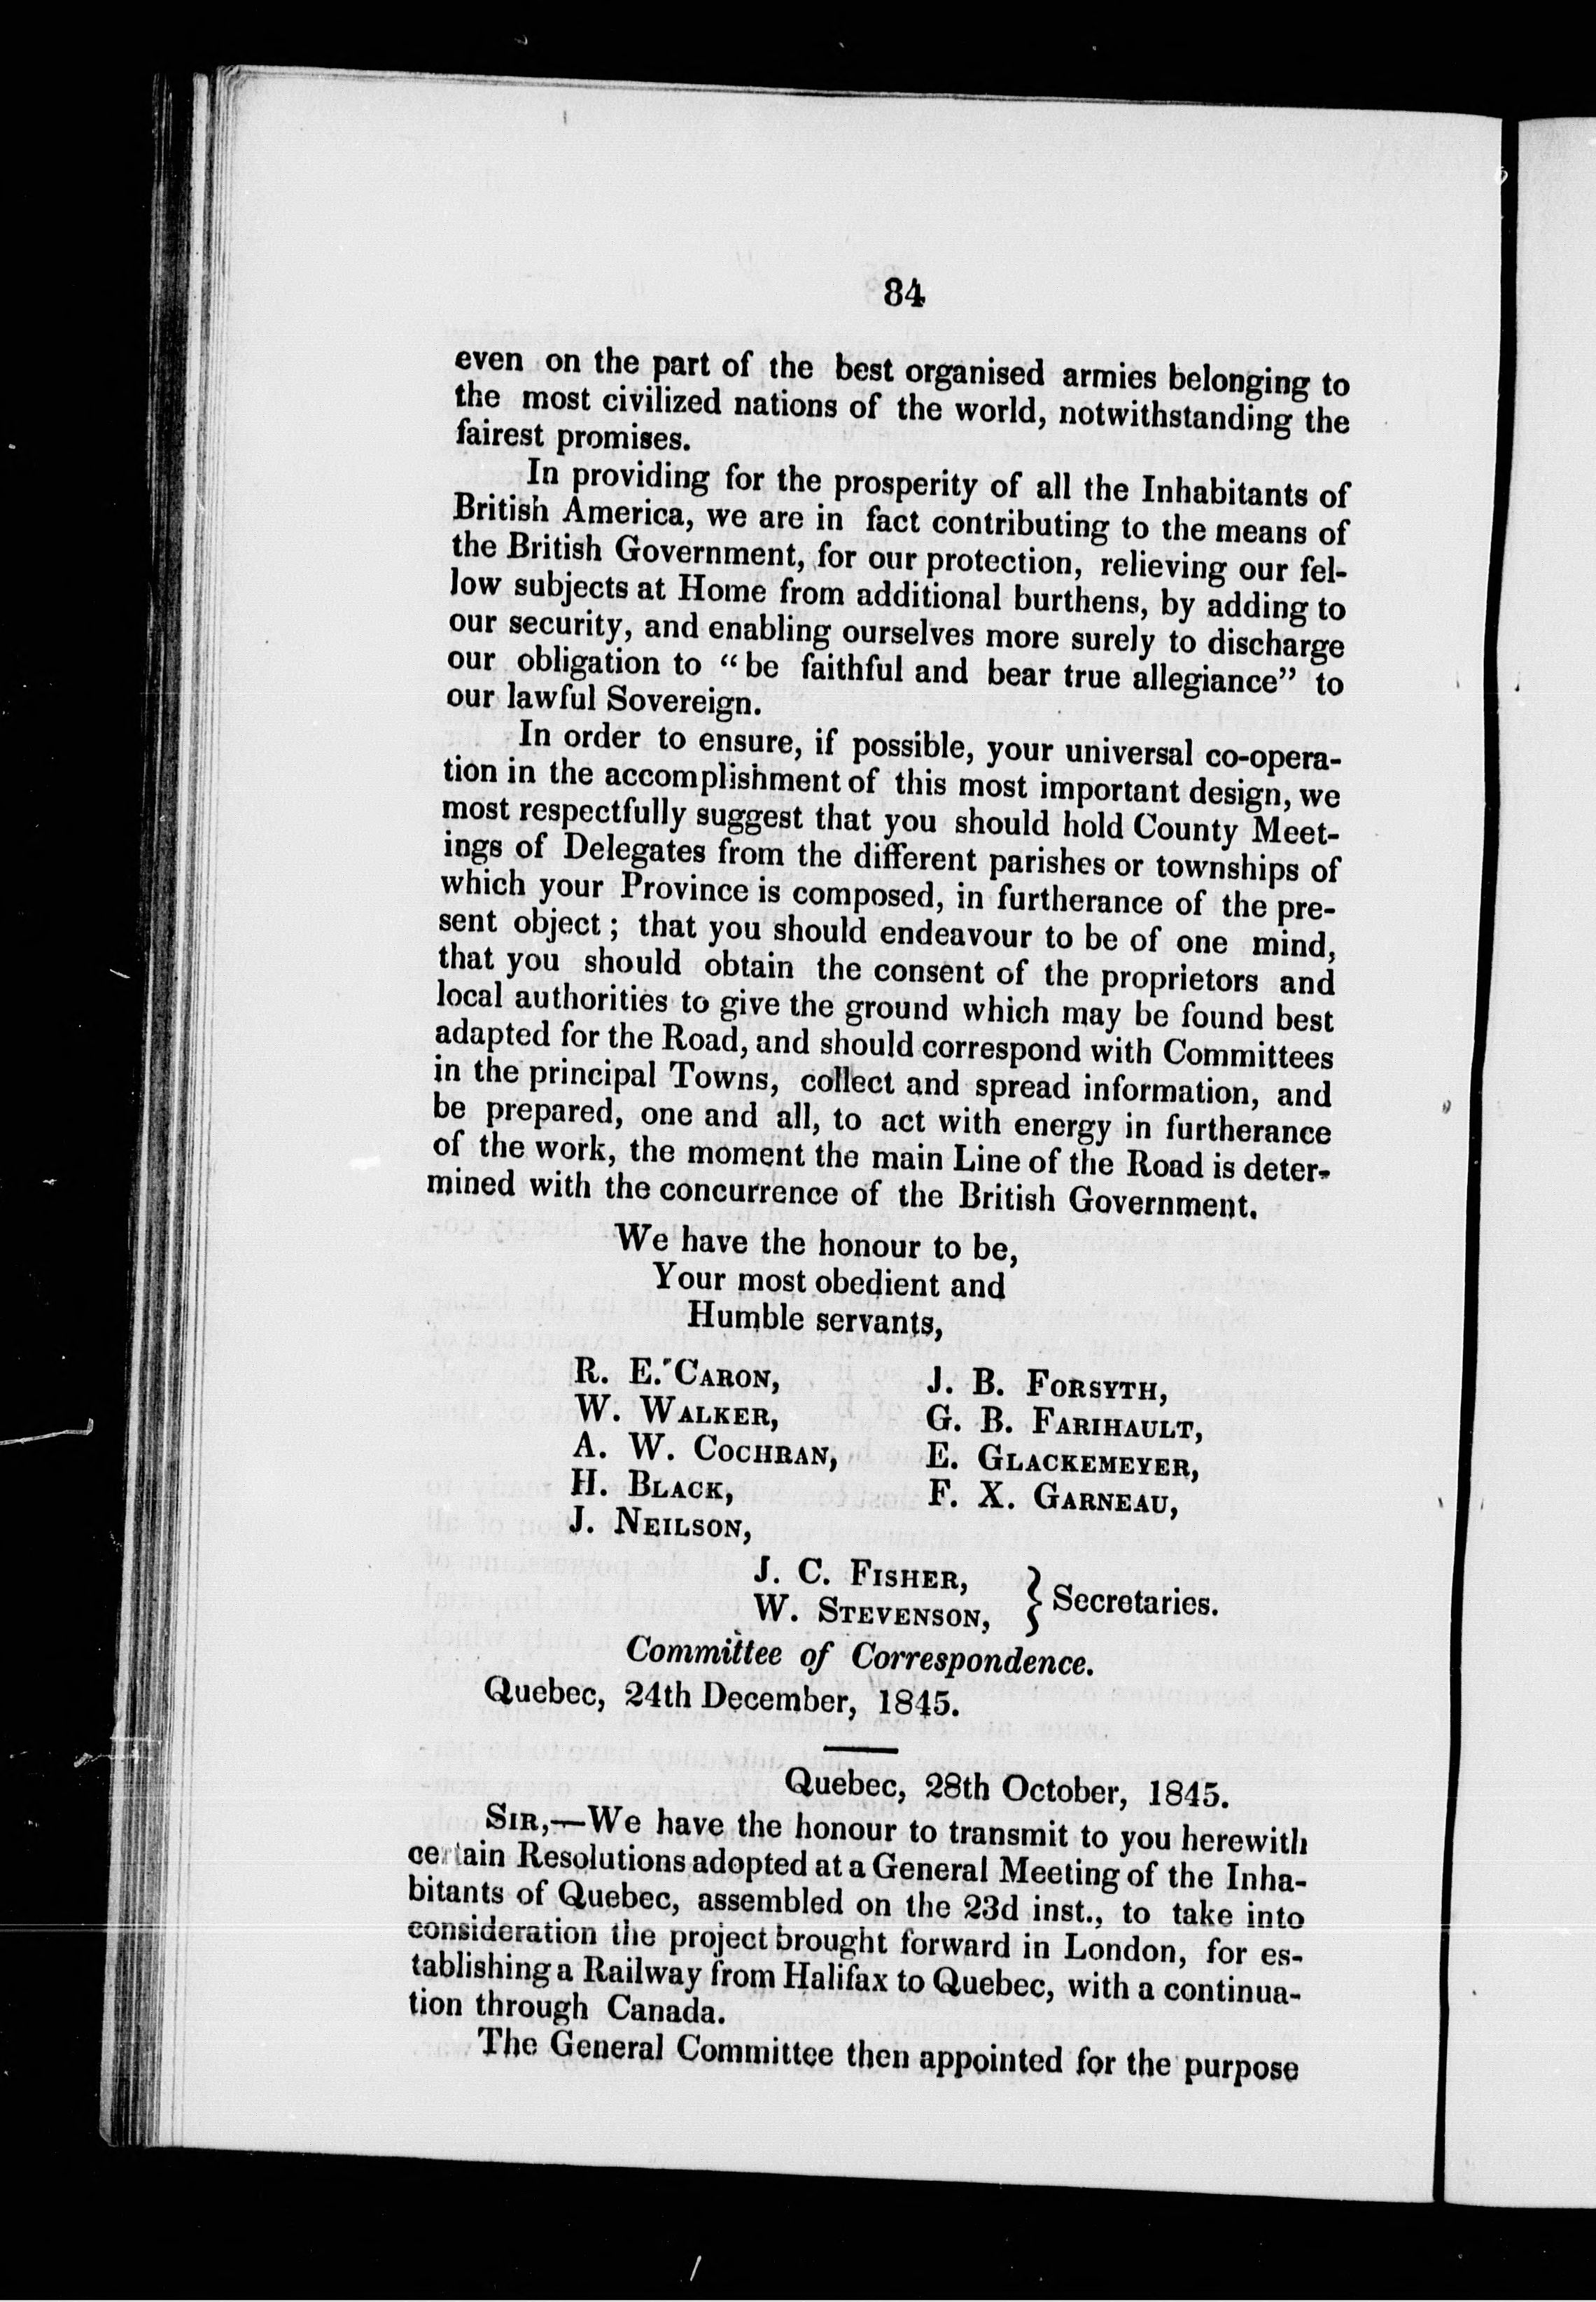 84
even on the part of the best organised armies belonging to
the most civilized nations of the world, notwithstanding the
fairest promises.
In providing for the prosperity of all the Inhabitants of
British America, we are in fact contributing to the means of
the British Government, for our protection, relieving our fel-
low subjects at Home from additional burthens, by adding to
our security, and enabling ourselves more surely to discharge
our obligation to “be faithful and bear true allegiance” to
our lawful Sovereign.
In order to ensure, if possible, your universal co-opera-
tion in the accomplishment of this most important design, we
most respectfully suggest that you should hold County Meet-
ings of Delegates from the different parishes or townships of
which your Province is composed, in furtherance of the pre-
sent object; that you should endeavour to be of one mind,
that you should obtain the consent of the proprietors and
local authorities to give the ground which may be found best
adapted for the Road, and should correspond with Committees
in the principal Towns, collect and spread information, and
be prepared, one and all, to act with energy in furtherance
of the work, the moment the main Line of the Road is deter-
mined with the concurrence of the British Government.
We have the honour to be,
Your most obedient and
Humble servants,
R. E. CARON, J. B. FORSYTH,
W. WALKER, G. B. FARIHAULT,
A. W. COCHRAN, E. GLACKEMEYER,
H. BLACK, F. X. GARNEAU,
J. NEILSON,
J. C. FISHER,
W. STEVENSON, } Secretaries.
Committee of Correspondence.
Quebec, 24th December, 1845.
Quebec, 28th October, 1845.
SIR,—We have the honour to transmit to you herewith
certain Resolutions adopted at a General Meeting of the Inha-
bitants of Quebec, assembled on the 23d inst., to take into
consideration the project brought forward in London, for es-
tablishing a Railway from Halifax to Quebec, with a continua-
tion through Canada.
The General Committee then appointed for the purpose